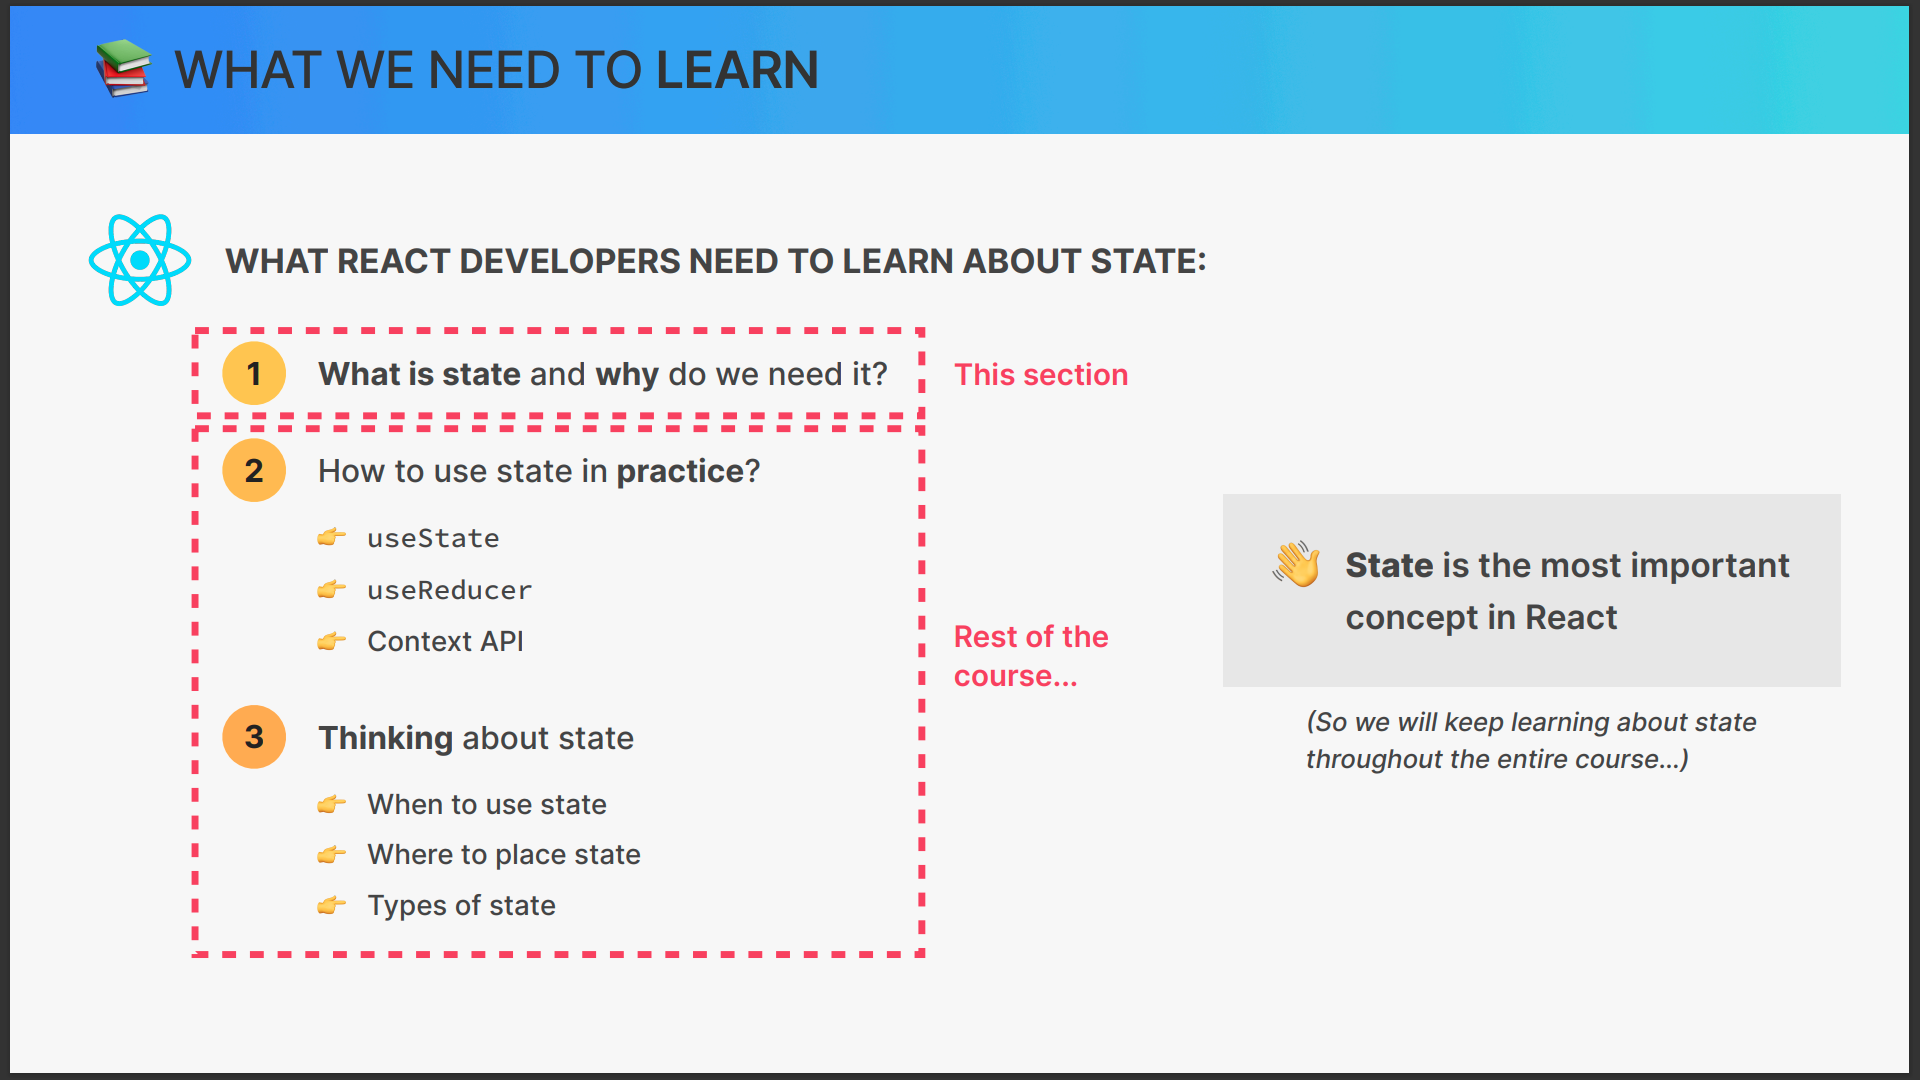 WHAT WE NEED TO LEARN
WHAT REACT DEVELOPERS NEED TO LEARN ABOUT STATE:
1 What is state and why do we need it?
This section
2 How to use state in practice?
useState
useReducer
Context API
Rest of the
course...
3 Thinking about state
When to use state
Where to place state
Types of state
State is the most important
concept in React
(So we will keep learning about state
throughout the entire course...)